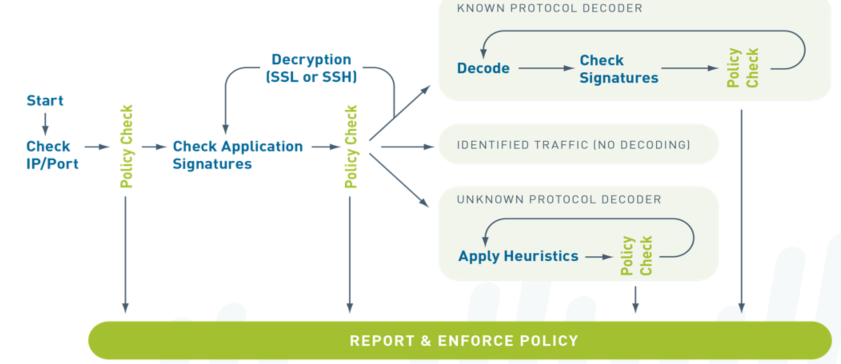 KNOWN PROTOCOL DECODER
Decode
Check
Signatures
Policy
Check
Decryption
(SSL or SSH)
Start
Check
IP/Port
Policy Check
Check Application
Signatures
Policy Check
IDENTIFIED TRAFFIC (NO DECODING)
UNKNOWN PROTOCOL DECODER
Apply Heuristics
Policy
Check
REPORT & ENFORCE POLICY